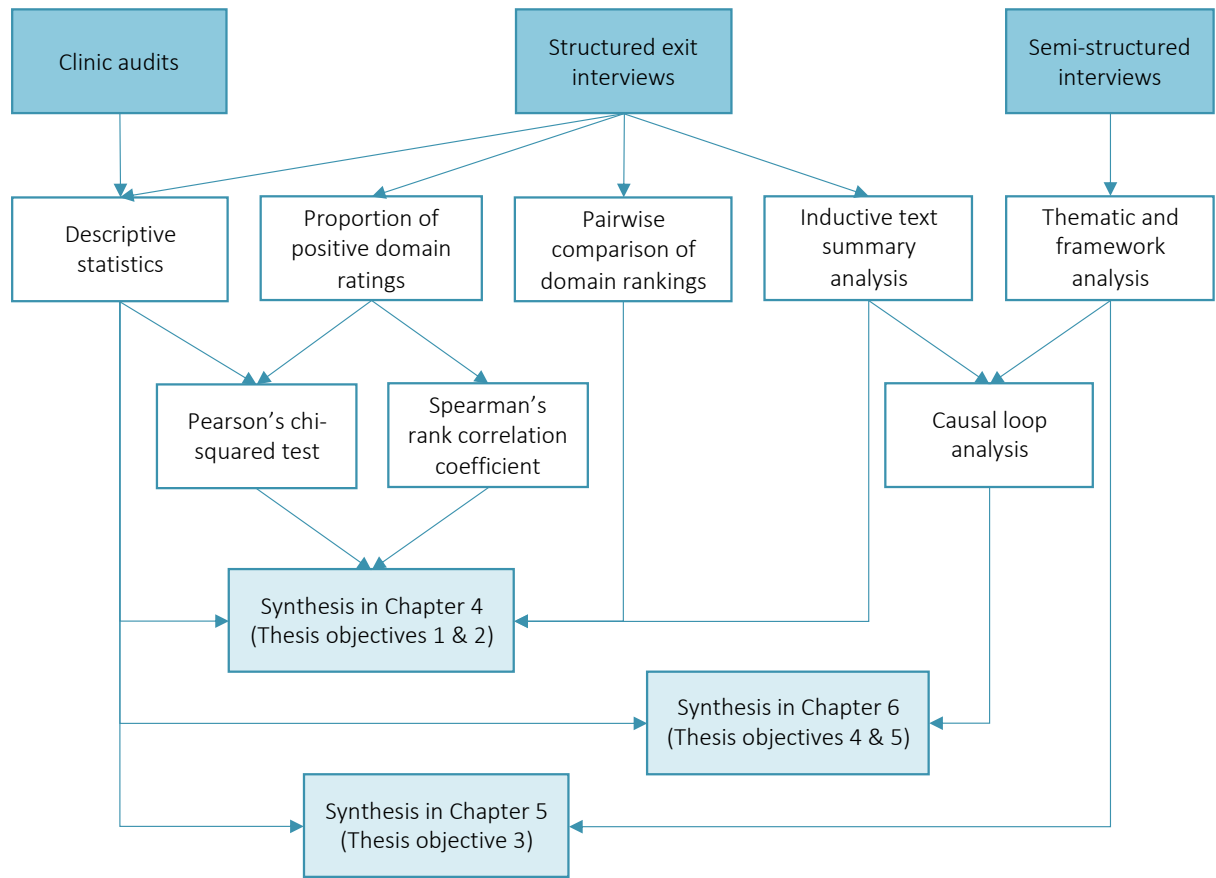 Clinic audits
Structured exit
interviews
Semi-structured
interviews
Descriptive
statistics
Proportion of
positive domain
ratings
Pairwise
comparison of
domain rankings
Inductive text
summary
analysis
Thematic and
framework
analysis
Pearson’s chi-
squared test
Spearman’s
rank correlation
coefficient
Causal loop
analysis
Synthesis in Chapter 4
(Thesis objectives 1 & 2)
Synthesis in Chapter 6
(Thesis objectives 4 & 5)
Synthesis in Chapter 5
(Thesis objective 3)